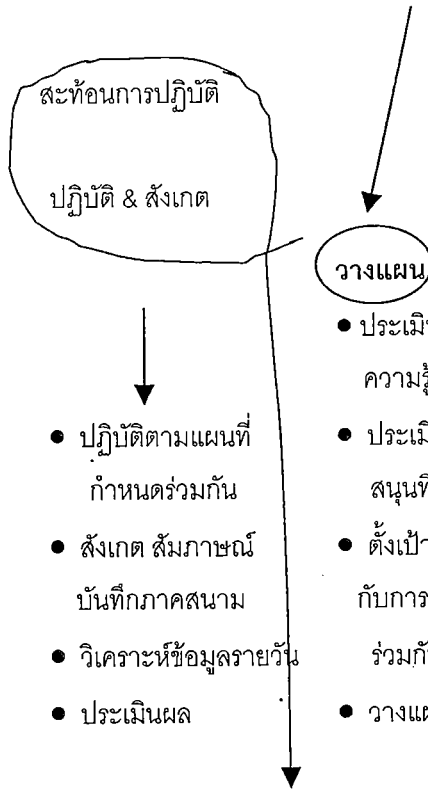 สะท้อนการปฏิบัติ
ปฏิบัติ & สังเกต
● ปฏิบัติตามแผนที่
กำหนดร่วมกัน
● สังเกต สัมภาษณ์
บันทึกภาคสนาม
● วิเคราะห์ข้อมูลรายวัน
● ประเมินผล
วางแผน
● ประเมิน
ความรู้
● ประเมิ
สนุนที่
● ตั้งเป้า
กับการ
ร่วมกั
● วางแผ